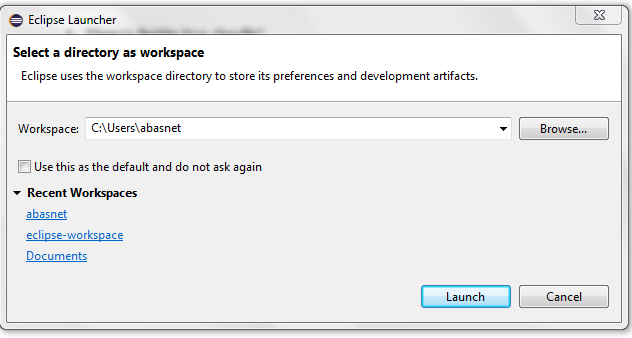 Eclipse Launcher
Select a directory as workspace
Eclipse uses the workspace directory to store its preferences and development artifacts.
Workspace: C:\Users\abasnet Browse...
Use this as the default and do not ask again
Recent Workspaces
abasnet
eclipse-workspace
Documents
Launch Cancel